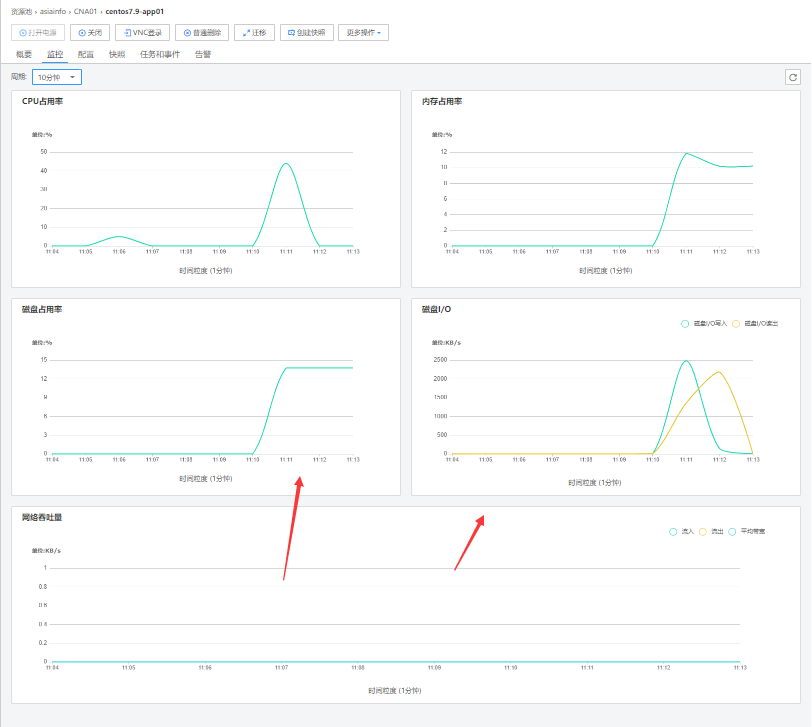 资源池 › asiainfo › CNA01 › centos7.9-app01
打开电源 关闭 VNC登录 普通删除 迁移 创建快照 更多操作
概要 监控 配置 快照 任务和事件 告警
周期: 10分钟
CPU占用率
单位:%
50
40
30
20
10
0
11:04 11:05 11:06 11:07 11:08 11:09 11:10 11:11 11:12 11:13
时间粒度 (1分钟)
内存占用率
单位:%
12
10
8
6
4
2
0
11:04 11:05 11:06 11:07 11:08 11:09 11:10 11:11 11:12 11:13
时间粒度 (1分钟)
磁盘占用率
单位:%
15
12
9
6
3
0
11:04 11:05 11:06 11:07 11:08 11:09 11:10 11:11 11:12 11:13
时间粒度 (1分钟)
磁盘I/O
磁盘I/O写入 磁盘I/O读出
单位:KB/s
2500
2000
1500
1000
500
0
11:04 11:05 11:06 11:07 11:08 11:09 11:10 11:11 11:12 11:13
时间粒度 (1分钟)
网络吞吐量
流入 流出 平均带宽
单位:KB/s
1
0.8
0.6
0.4
0.2
0
11:04 11:05 11:06 11:07 11:08 11:09 11:10 11:11 11:12 11:13
时间粒度 (1分钟)